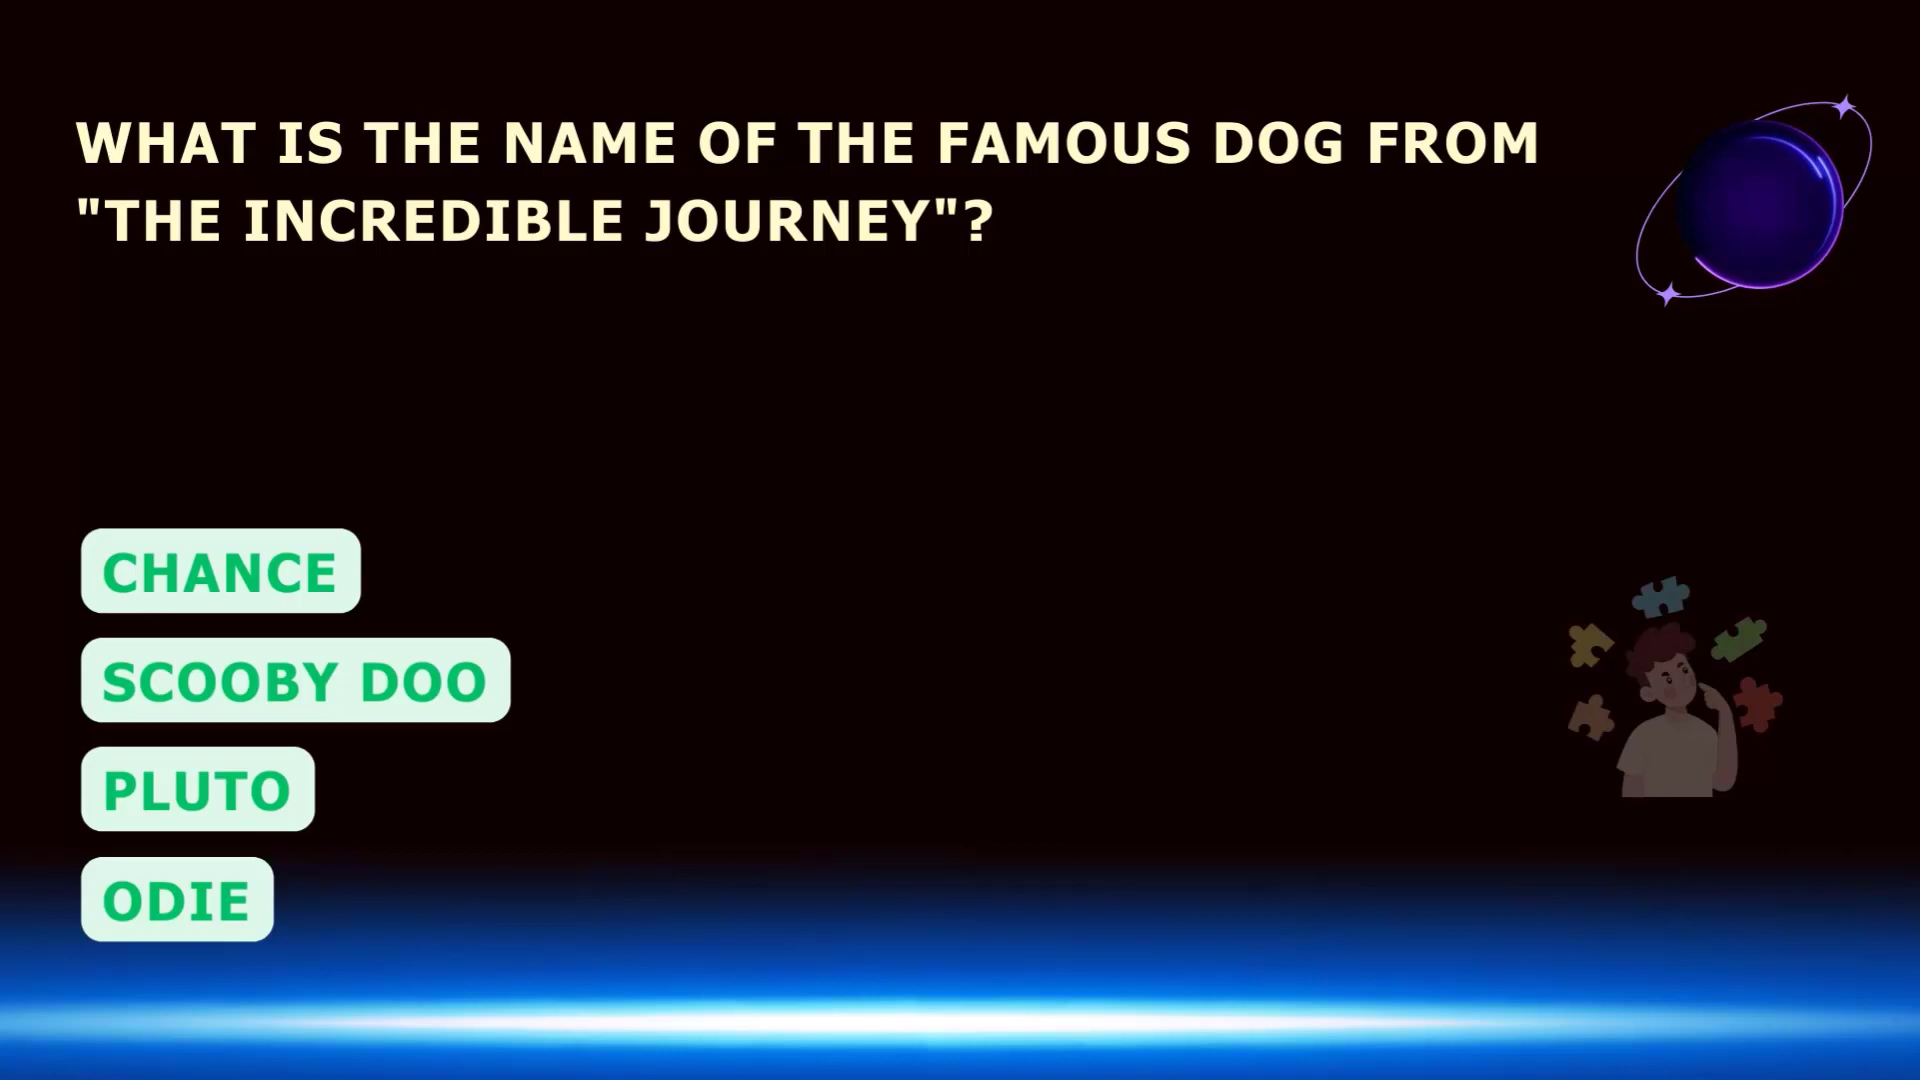 WHAT IS THE NAME OF THE FAMOUS DOG FROM
"THE INCREDIBLE JOURNEY"?
CHANCE
SCOOBY DOO
PLUTO
ODIE